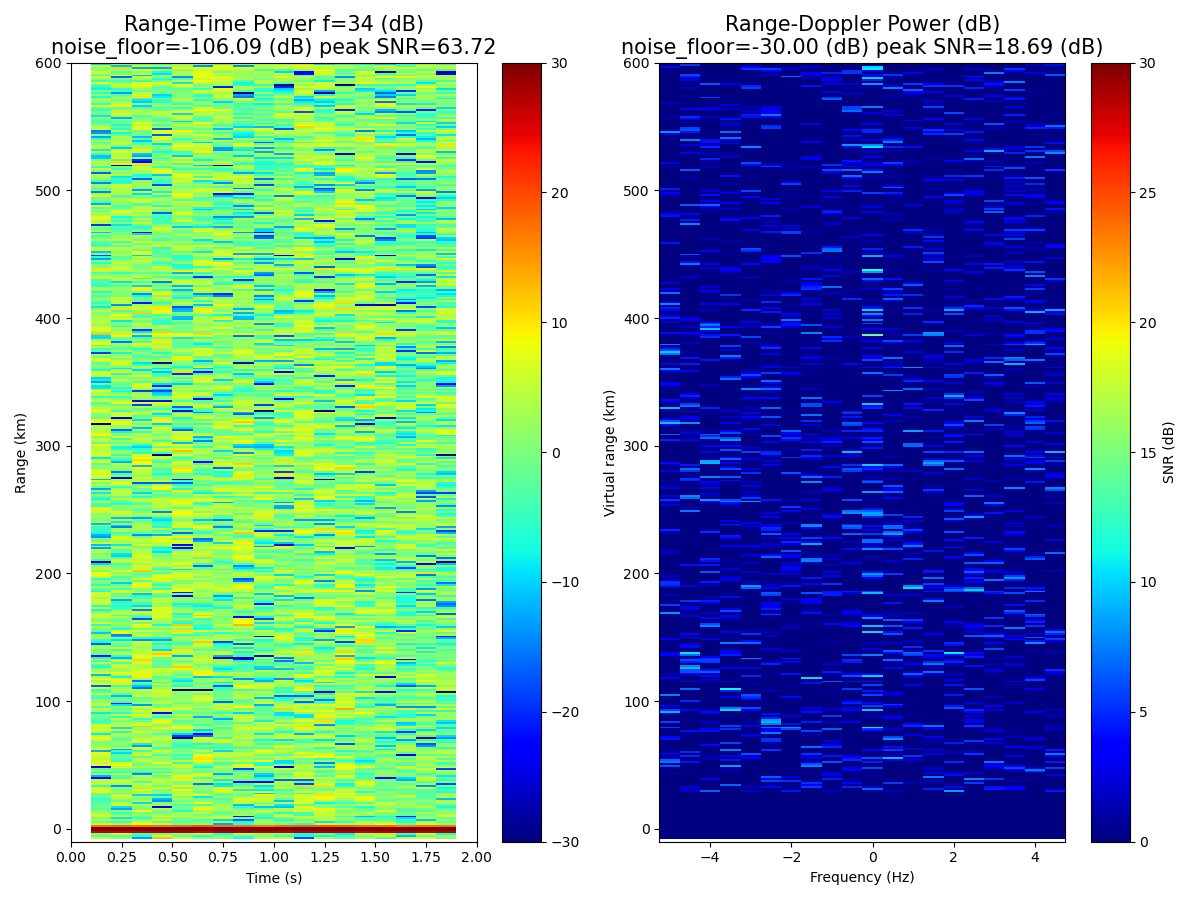 Range-Time Power f=34 (dB)
noise_floor=-106.09 (dB) peak SNR=63.72
Range (km)
600
500
400
300
200
100
0
0.00 0.25 0.50 0.75 1.00 1.25 1.50 1.75 2.00
Time (s)
30
20
10
0
−10
−20
−30
Range-Doppler Power (dB)
noise_floor=-30.00 (dB) peak SNR=18.69 (dB)
Virtual range (km)
600
500
400
300
200
100
0
−4 −2 0 2 4
Frequency (Hz)
30
25
20
15
10
5
0
SNR (dB)